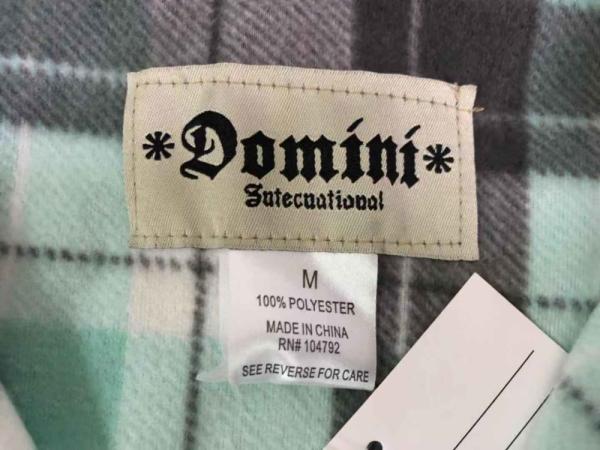 *Domini*
International
M
100% POLYESTER
MADE IN CHINA
RN# 104792
SEE REVERSE FOR CARE